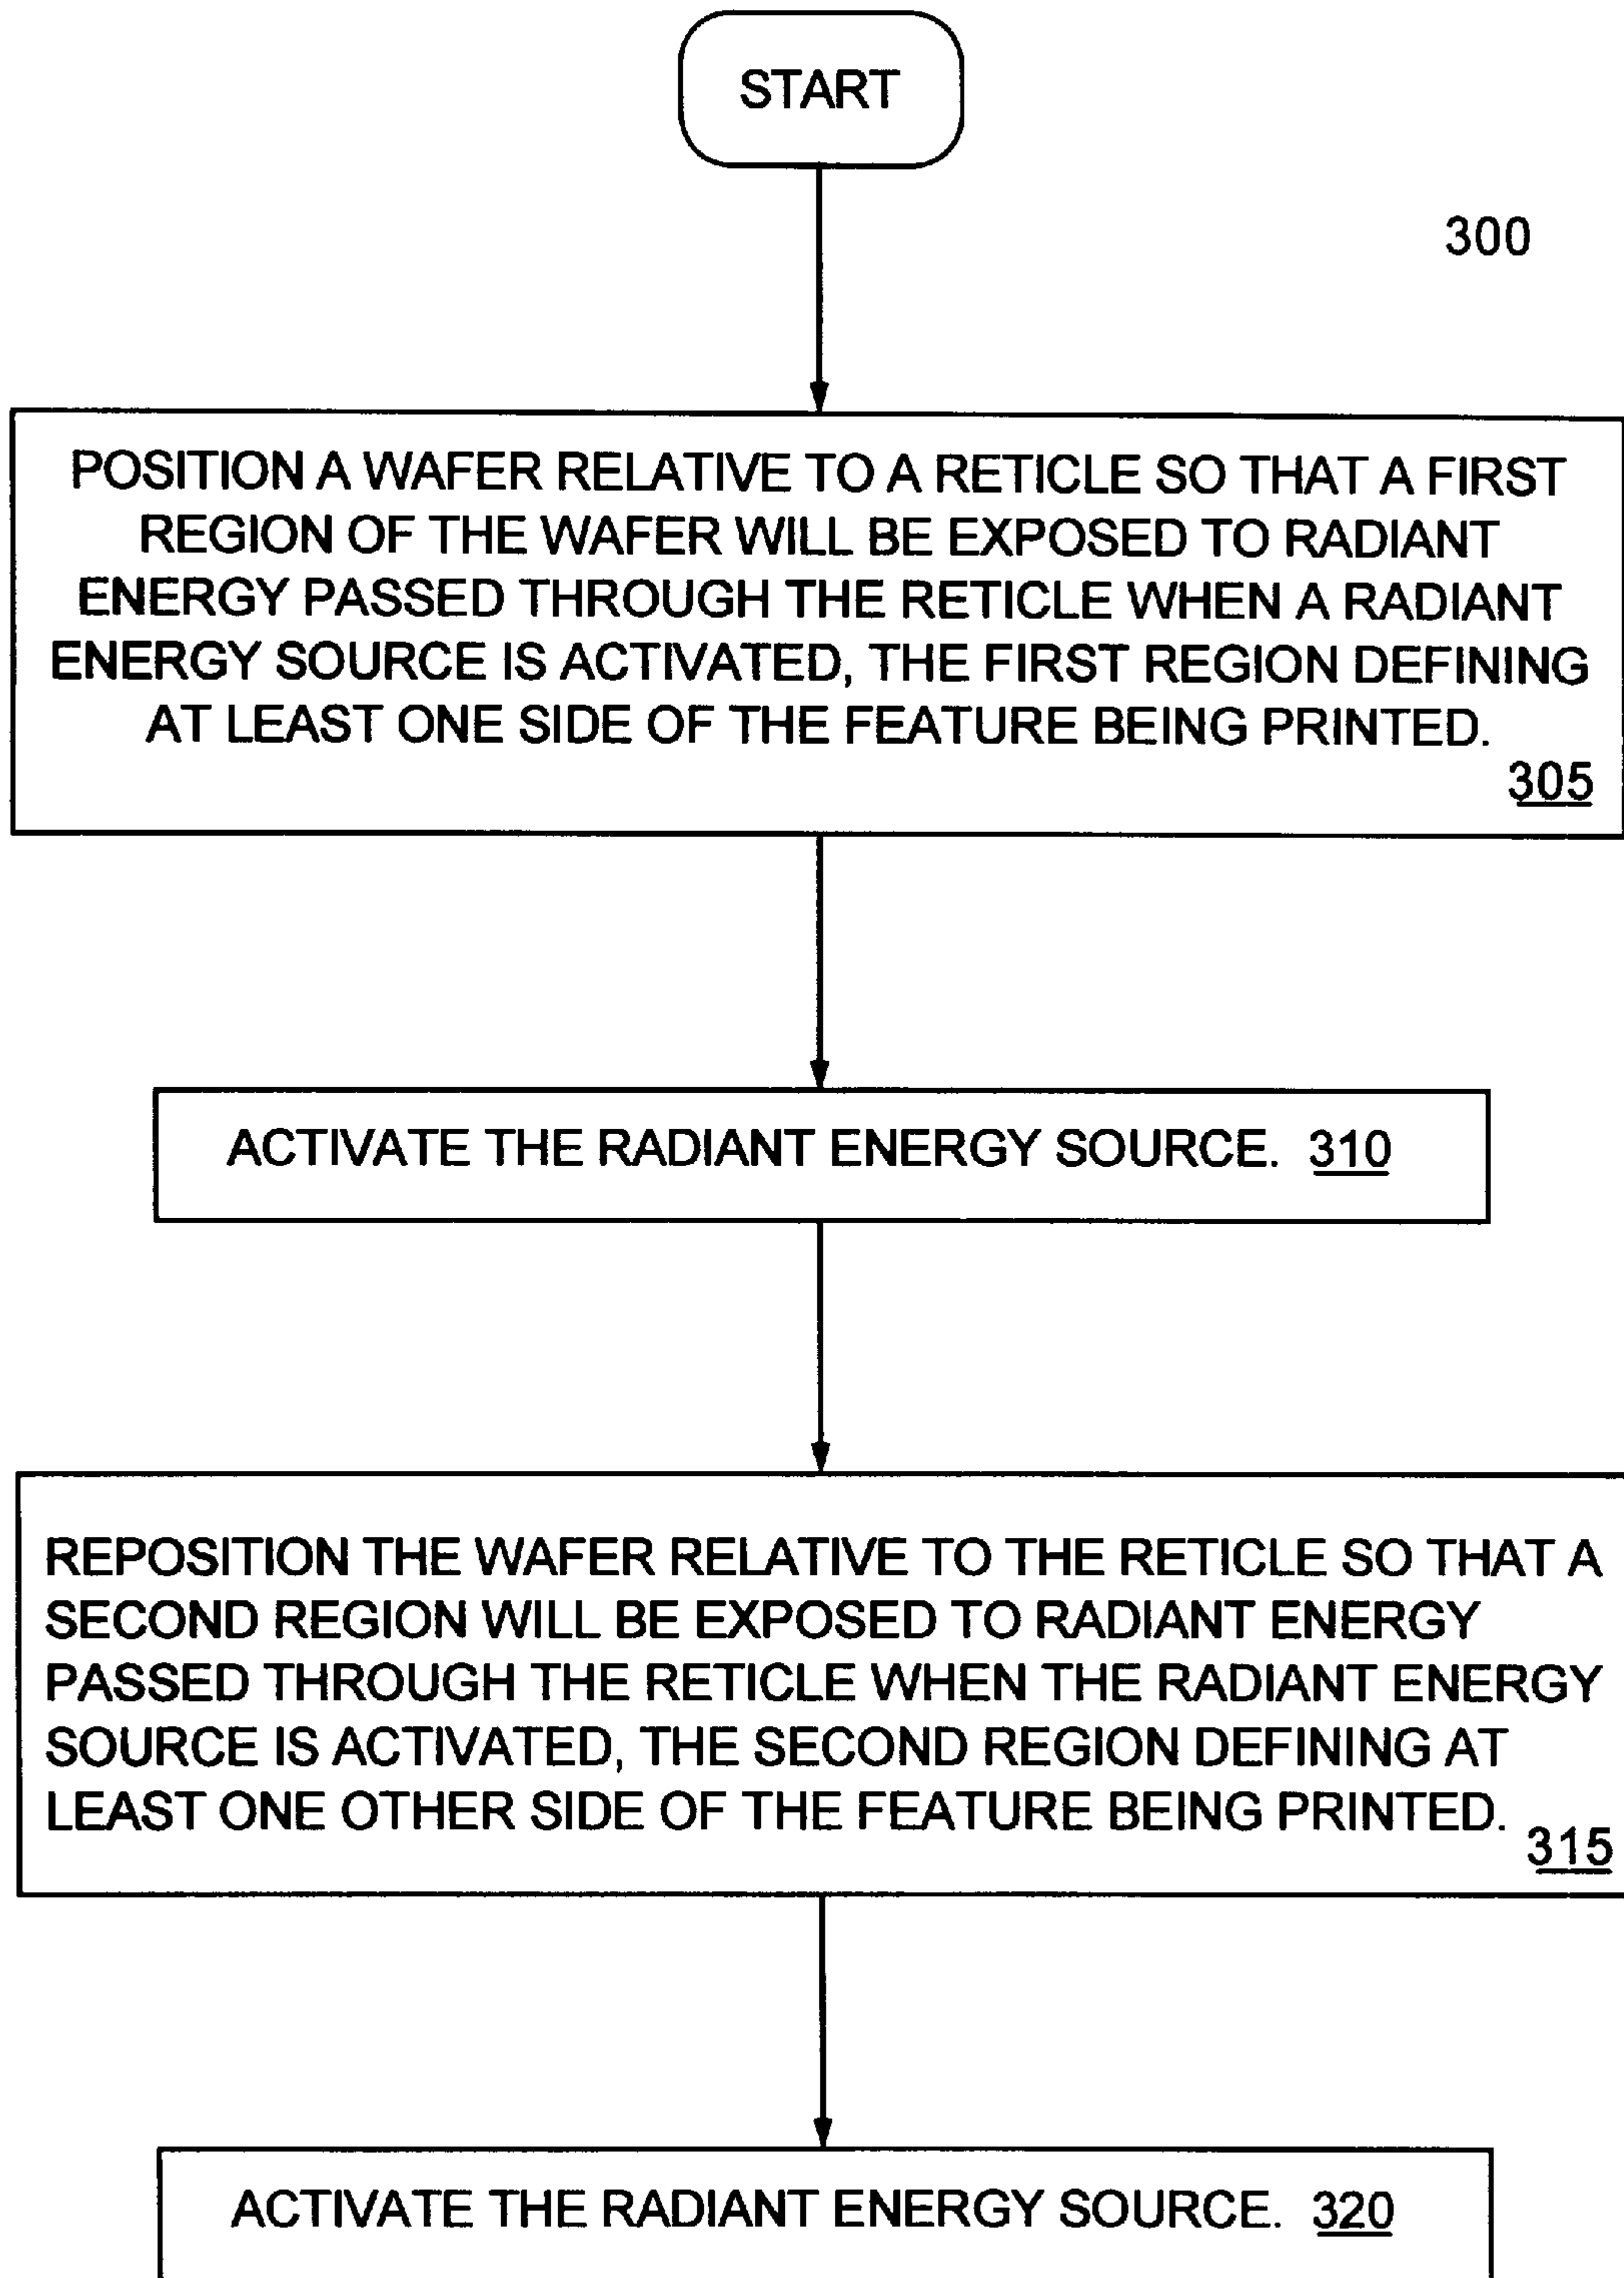 START
300
POSITION A WAFER RELATIVE TO A RETICLE SO THAT A FIRST
REGION OF THE WAFER WILL BE EXPOSED TO RADIANT
ENERGY PASSED THROUGH THE RETICLE WHEN A RADIANT
ENERGY SOURCE IS ACTIVATED, THE FIRST REGION DEFINING
AT LEAST ONE SIDE OF THE FEATURE BEING PRINTED.
305
ACTIVATE THE RADIANT ENERGY SOURCE. 310
REPOSITION THE WAFER RELATIVE TO THE RETICLE SO THAT A
SECOND REGION WILL BE EXPOSED TO RADIANT ENERGY
PASSED THROUGH THE RETICLE WHEN THE RADIANT ENERGY
SOURCE IS ACTIVATED, THE SECOND REGION DEFINING AT
LEAST ONE OTHER SIDE OF THE FEATURE BEING PRINTED.
315
ACTIVATE THE RADIANT ENERGY SOURCE. 320